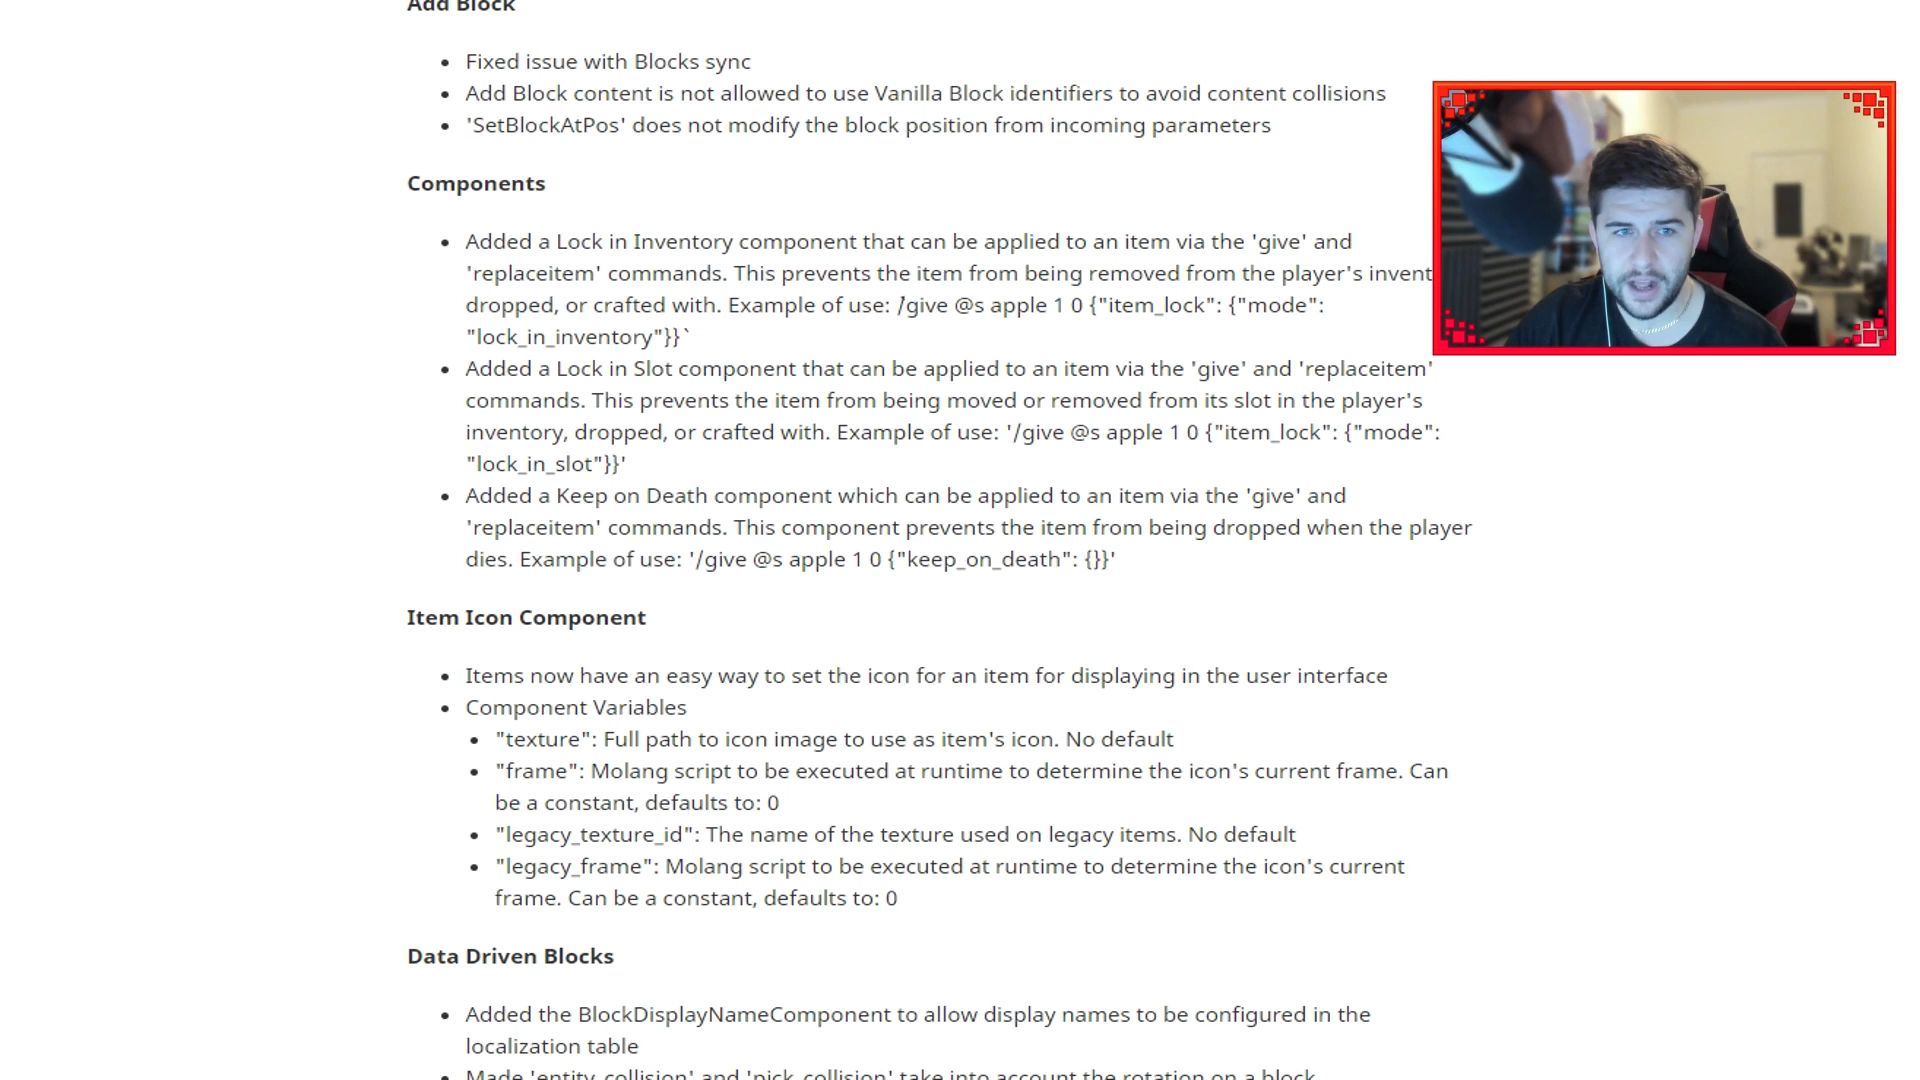 Add Block
Fixed issue with Blocks sync
Add Block content is not allowed to use Vanilla Block identifiers to avoid content collisions
'SetBlockAtPos' does not modify the block position from incoming parameters
Components
Added a Lock in Inventory component that can be applied to an item via the 'give' and
'replaceitem' commands. This prevents the item from being removed from the player's invent
dropped, or crafted with. Example of use: /give @s apple 1 0 {"item_lock": {"mode":
"lock_in_inventory"}}`
Added a Lock in Slot component that can be applied to an item via the 'give' and 'replaceitem'
commands. This prevents the item from being moved or removed from its slot in the player's
inventory, dropped, or crafted with. Example of use: '/give @s apple 1 0 {"item_lock": {"mode":
"lock_in_slot"}}'
Added a Keep on Death component which can be applied to an item via the 'give' and
'replaceitem' commands. This component prevents the item from being dropped when the player
dies. Example of use: '/give @s apple 1 0 {"keep_on_death": {}}'
Item Icon Component
Items now have an easy way to set the icon for an item for displaying in the user interface
Component Variables
"texture": Full path to icon image to use as item's icon. No default
"frame": Molang script to be executed at runtime to determine the icon's current frame. Can
be a constant, defaults to: 0
"legacy_texture_id": The name of the texture used on legacy items. No default
"legacy_frame": Molang script to be executed at runtime to determine the icon's current
frame. Can be a constant, defaults to: 0
Data Driven Blocks
Added the BlockDisplayNameComponent to allow display names to be configured in the
localization table
Made 'entity_collision' and 'pick_collision' take into account the rotation on a block